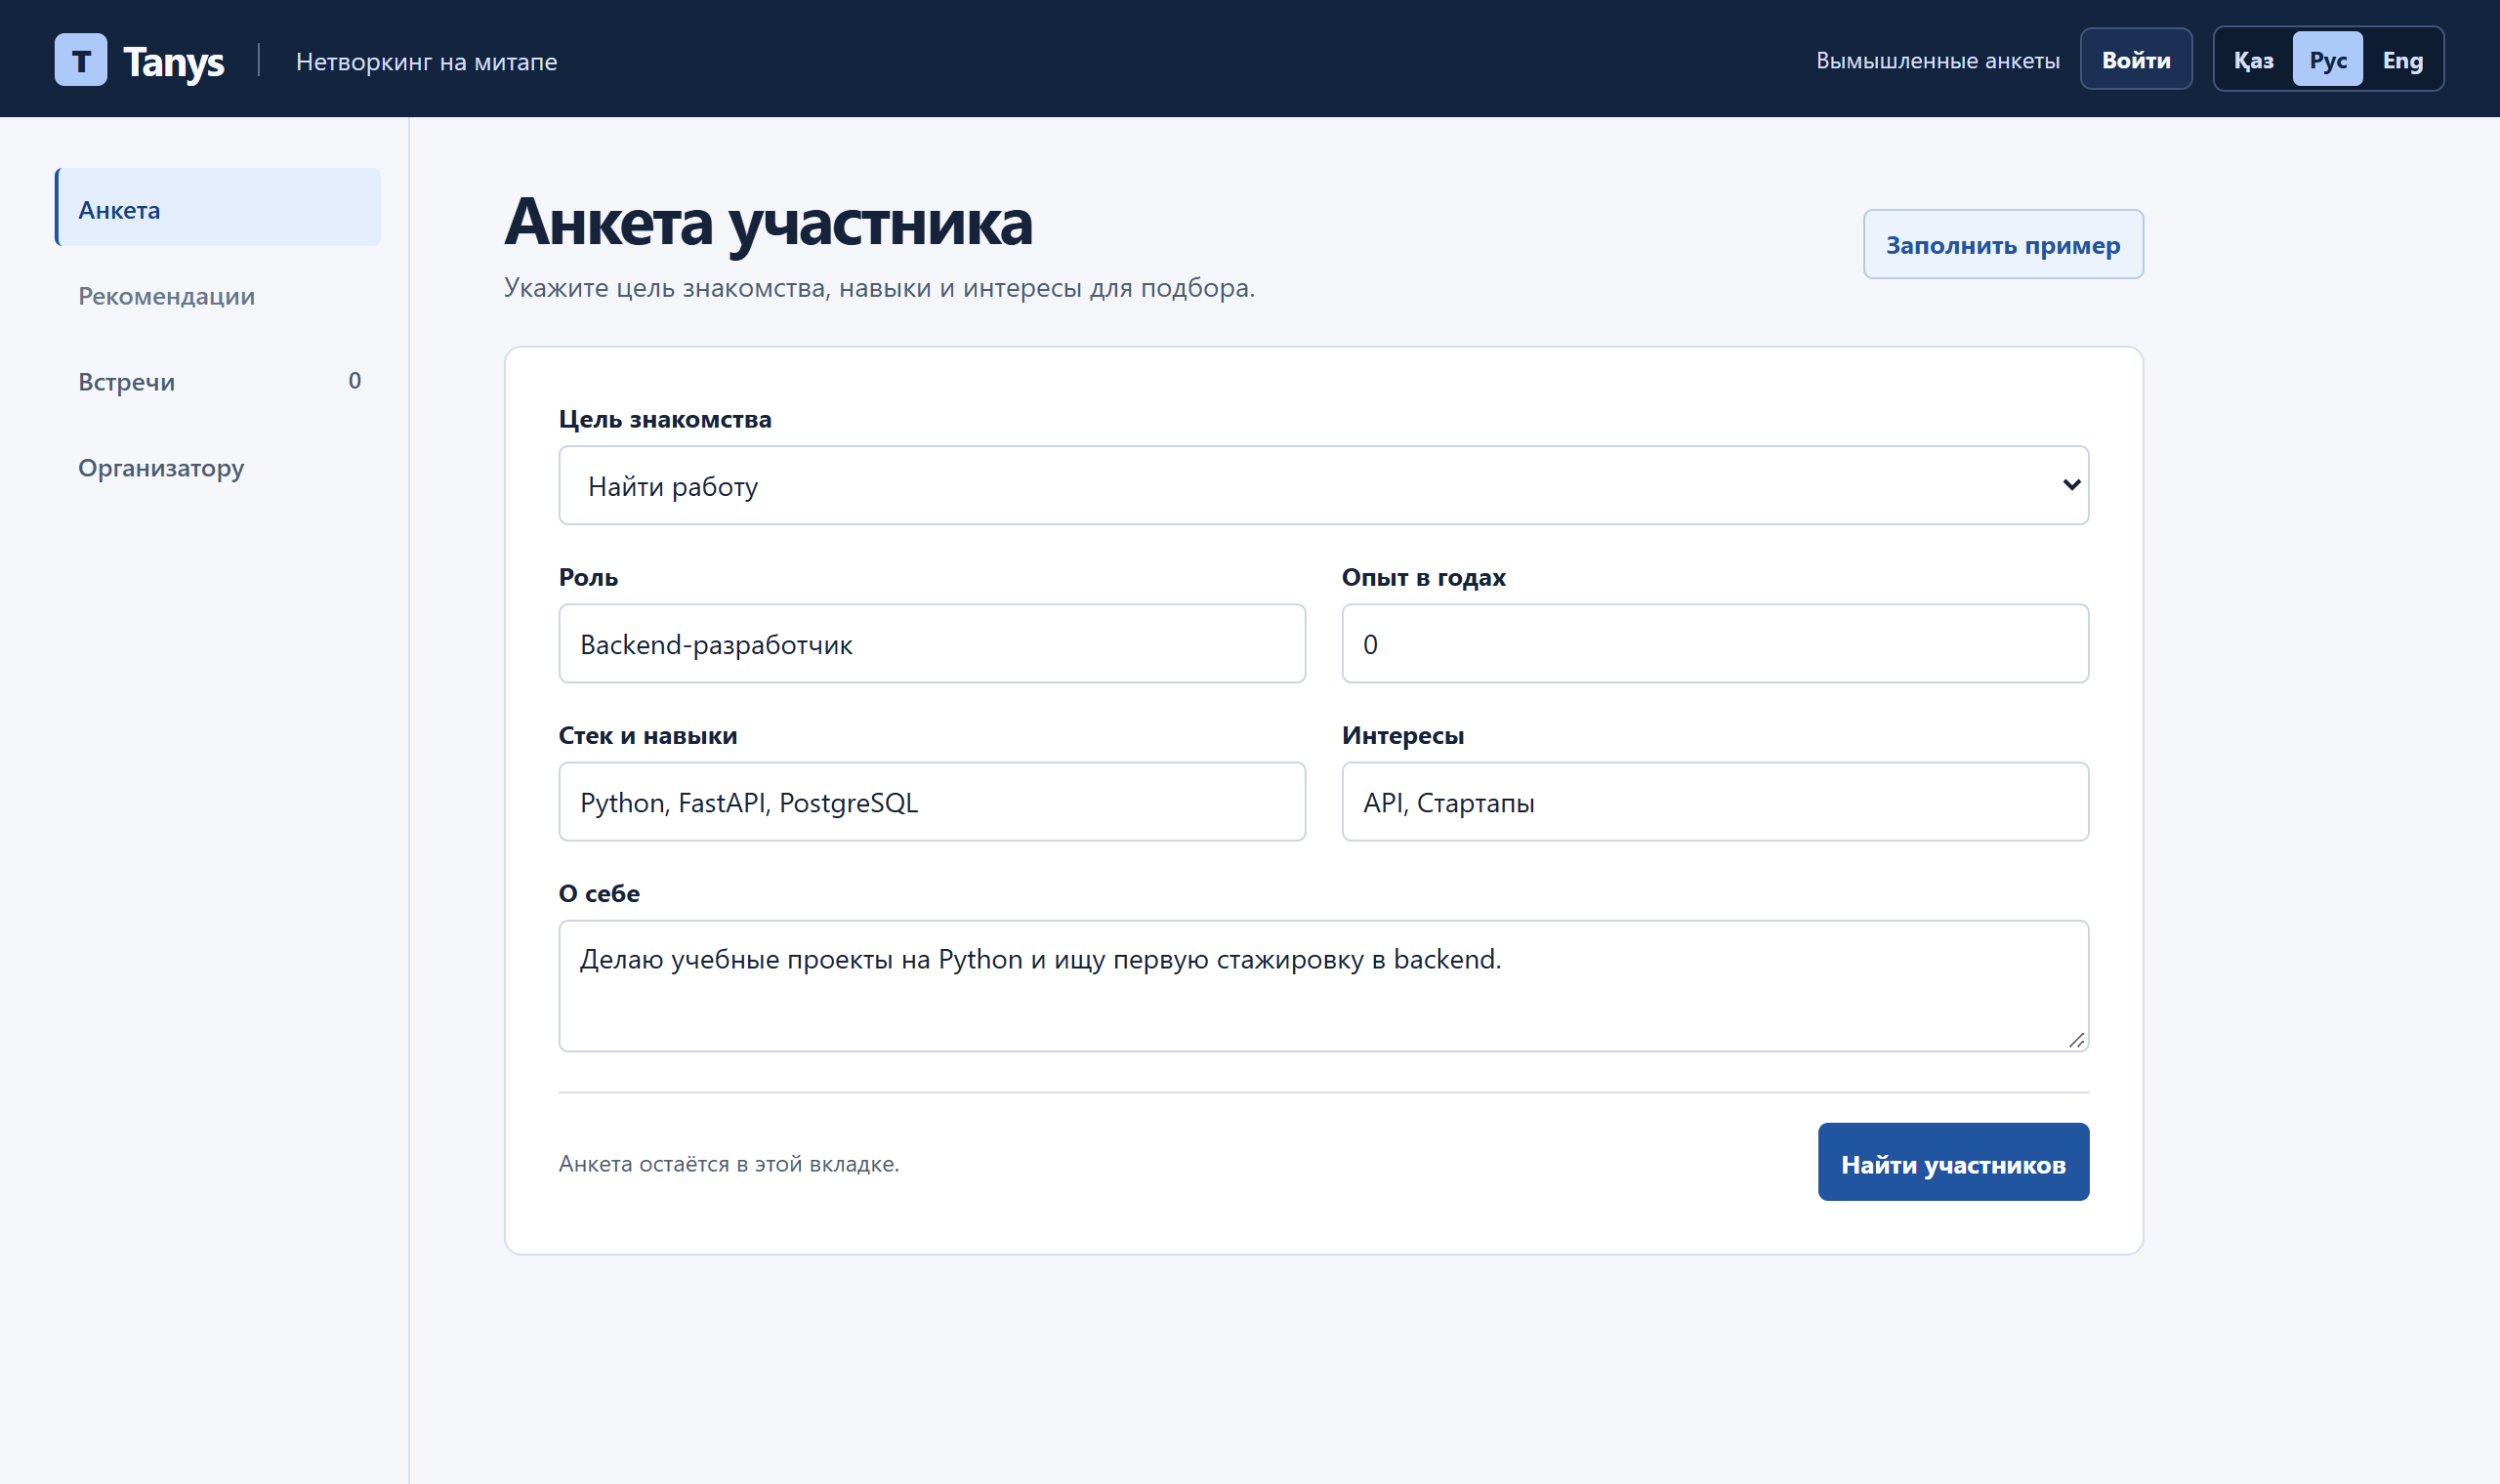 T Tanys
Нетворкинг на митапе
Вымышленные анкеты
Войти
Қаз Рус Eng
Анкета
Рекомендации
Встречи 0
Организатору
Анкета участника
Укажите цель знакомства, навыки и интересы для подбора.
Заполнить пример
Цель знакомства
Найти работу
Роль
Backend-разработчик
Опыт в годах
0
Стек и навыки
Python, FastAPI, PostgreSQL
Интересы
API, Стартапы
О себе
Делаю учебные проекты на Python и ищу первую стажировку в backend.
Анкета остаётся в этой вкладке.
Найти участников